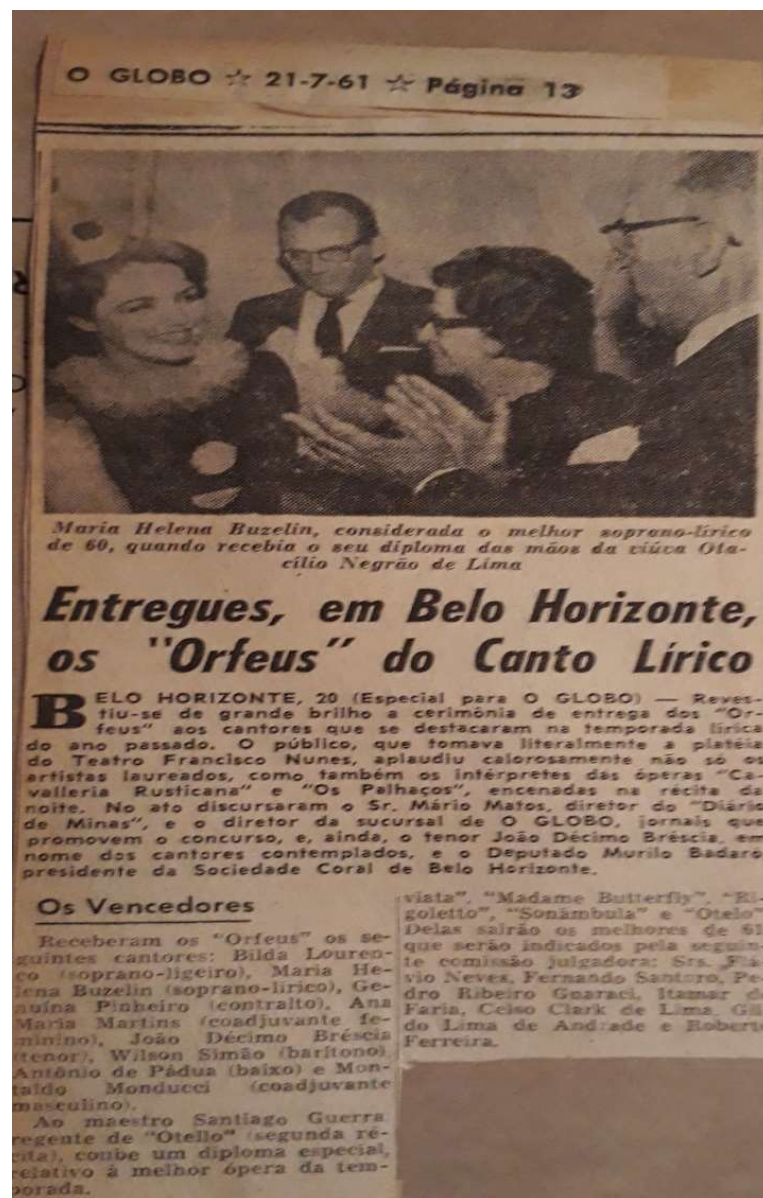 O GLOBO ☆ 21-7-61 ☆ Página 13
Maria Helena Buzelin, considerada o melhor soprano-lírico
de 60, quando recebia o seu diploma das mãos da viúva Ota-
cílio Negrão de Lima
Entregues, em Belo Horizonte,
os "Orfeus" do Canto Lírico
BELO HORIZONTE, 20 (Especial para O GLOBO) — Reves-
tiu-se de grande brilho a cerimônia de entrega dos "Or-
feus" aos cantores que se destacaram na temporada lírica
do ano passado. O público, que tomava literalmente a platéia
do Teatro Francisco Nunes, aplaudiu calorosamente não só os
artistas laureados, como também os intérpretes das óperas "Ca-
valleria Rusticana" e "Os Palhaços", encenadas na récita da
noite. No ato discursaram o Sr. Mário Matos, diretor do "Diário
de Minas", e o diretor da sucursal de O GLOBO, jornais que
promovem o concurso, e, ainda, o tenor João Décimo Bréscia, em
nome dos cantores contemplados, e o Deputado Murilo Badaro
presidente da Sociedade Coral de Belo Horizonte.
Os Vencedores
Receberam os "Orfeus" os se-
guintes cantores: Bilda Louren-
ço (soprano-ligeiro), Maria He-
lena Buzelin (soprano-lírico), Ge-
nuína Pinheiro (contralto), Ana
Maria Martins (coadjuvante fe-
minino), João Décimo Bréscia
(tenor), Wilson Simão (barítono)
Antônio de Pádua (baixo) e Mon-
taldo Monducci (coadjuvante
masculino).
Ao maestro Santiago Guerra
regente de "Otello" (segunda ré-
cita), coube um diploma especial,
relativo à melhor ópera da tem-
porada.
viata", "Madame Butterfly", "Ri-
goletto", "Sonâmbula" e "Otelo"
Delas sairão os melhores de 61
que serão indicados pela seguin-
te comissão julgadora: Srs. Flá-
vio Neves, Fernando Santoro, Pe-
dro Ribeiro Goaraci, Itamar de
Faria, Celso Clark de Lima, Gil-
do Lima de Andrade e Roberto
Ferreira.